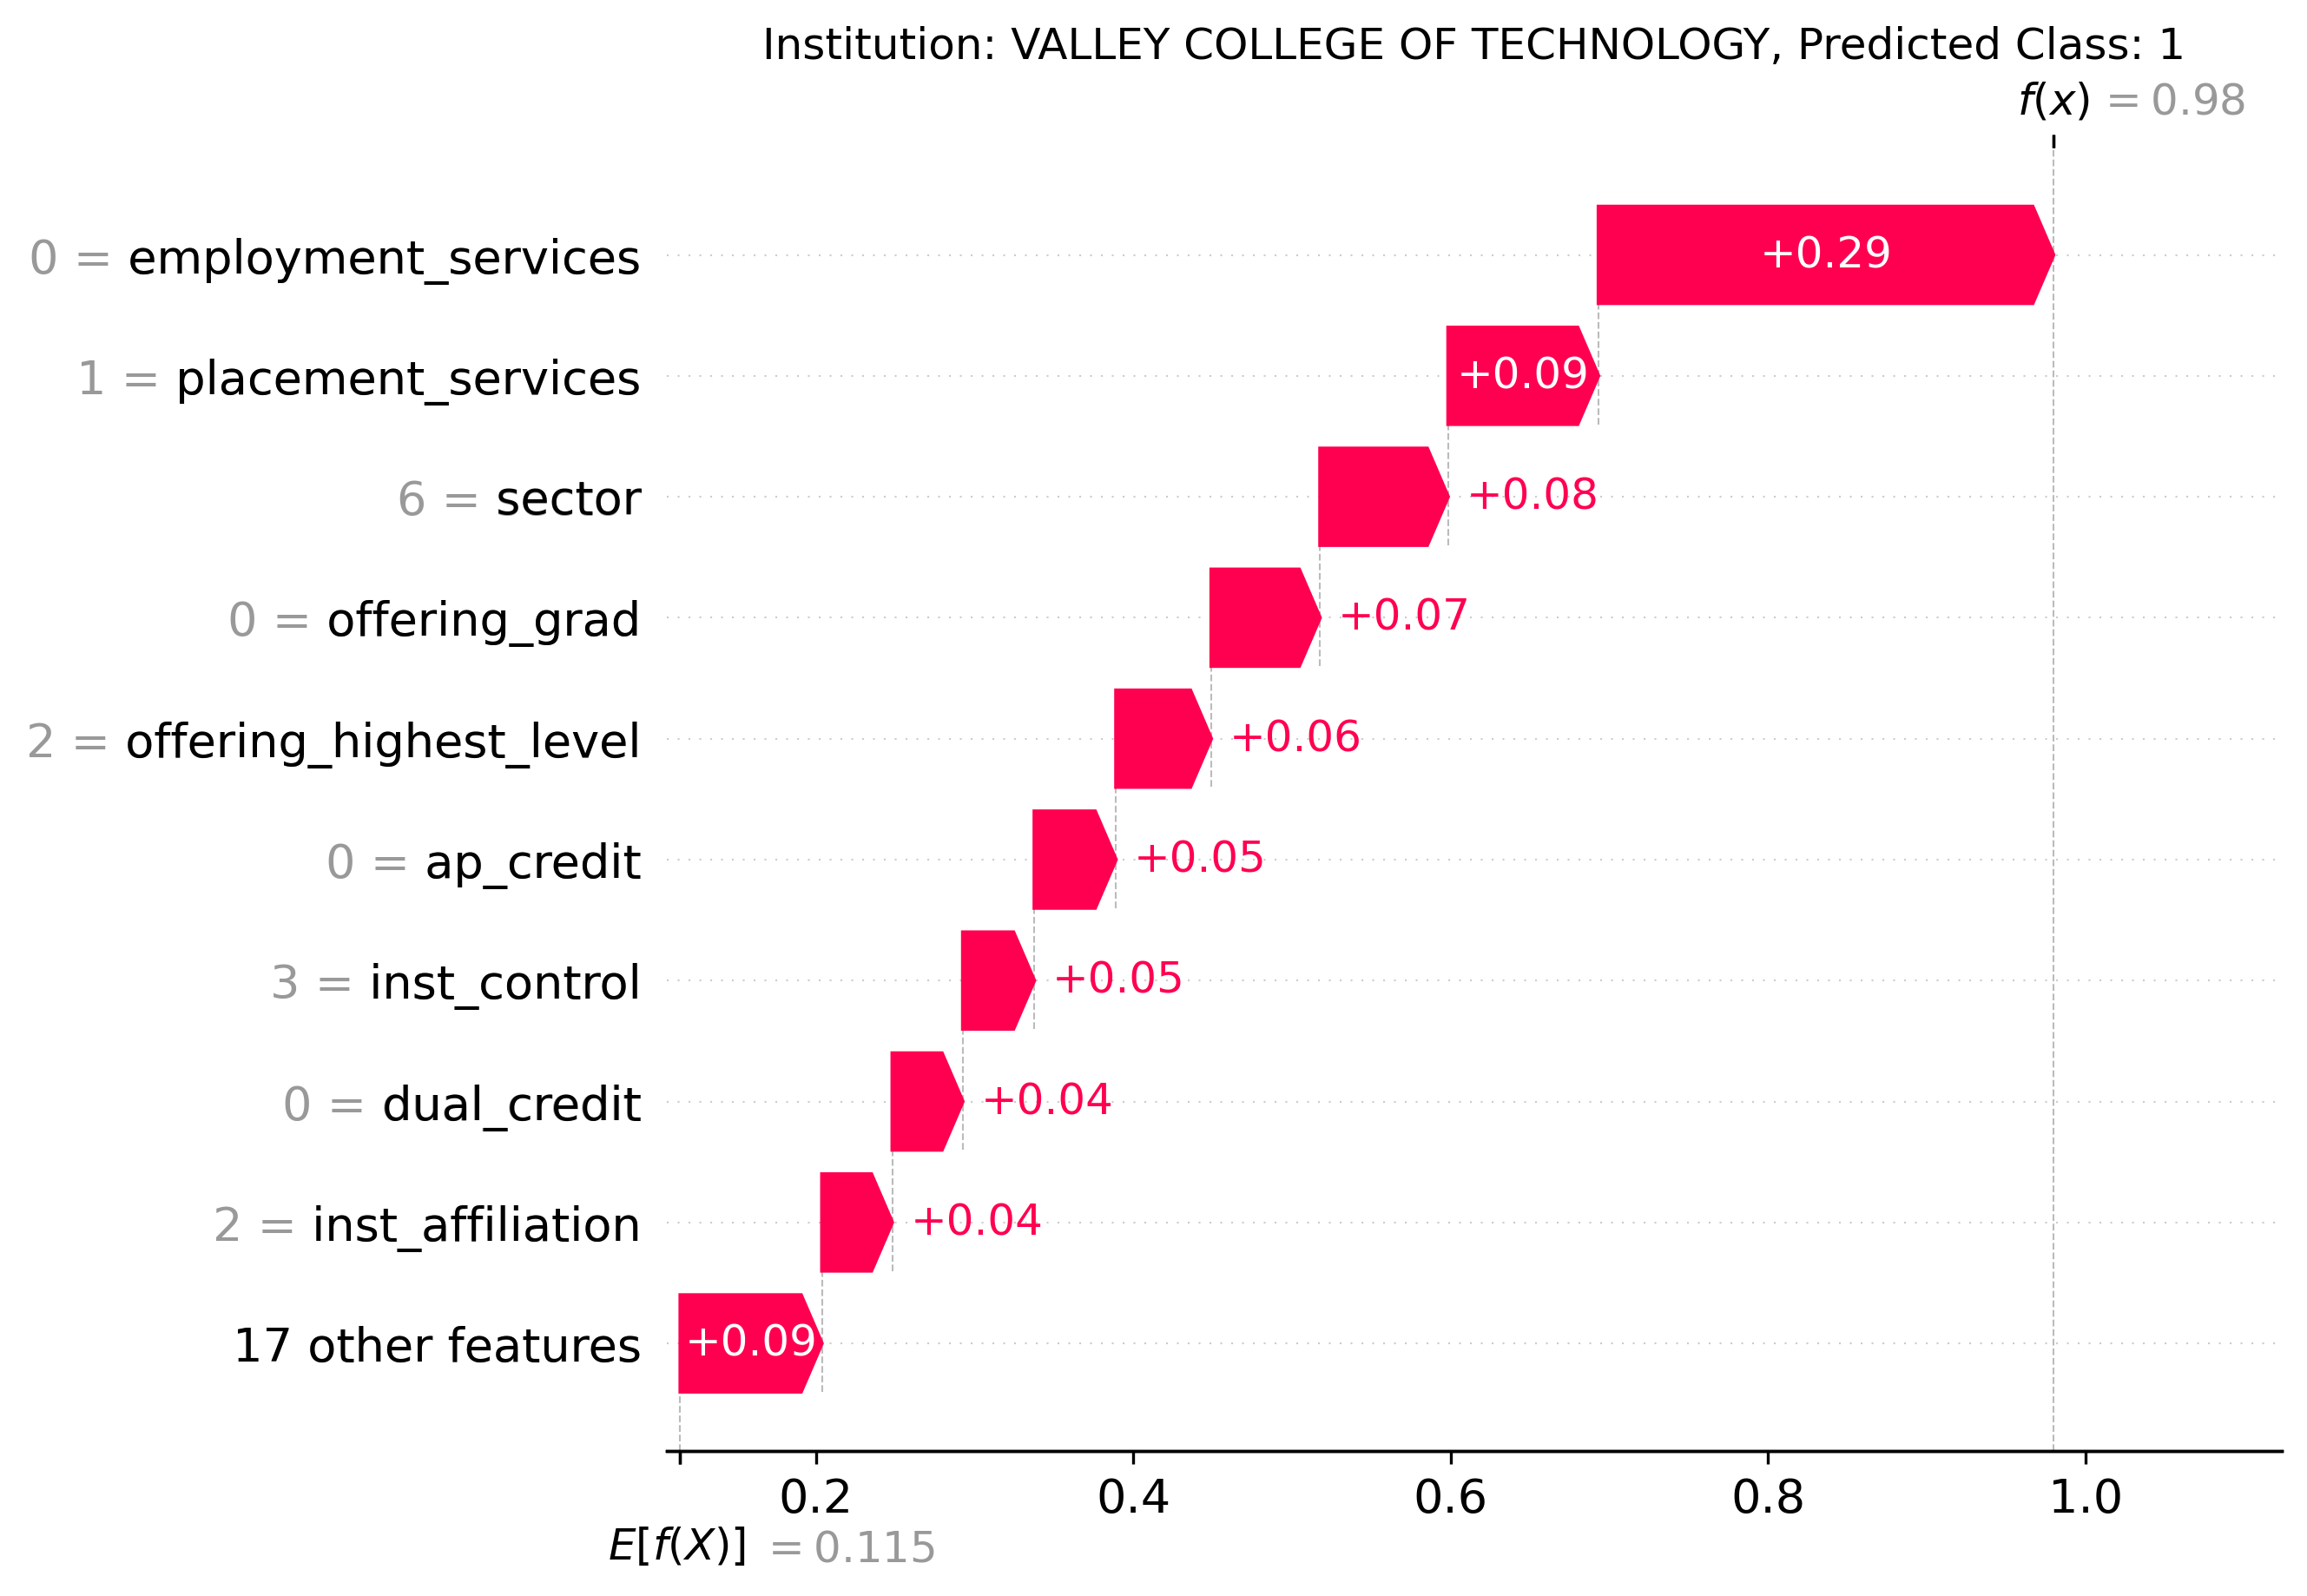 Institution: VALLEY COLLEGE OF TECHNOLOGY, Predicted Class: 1
f(x) = 0.98
0 = employment_services +0.29
1 = placement_services +0.09
6 = sector +0.08
0 = offering_grad +0.07
2 = offering_highest_level +0.06
0 = ap_credit +0.05
3 = inst_control +0.05
0 = dual_credit +0.04
2 = inst_affiliation +0.04
17 other features +0.09
0.2 0.4 0.6 0.8 1.0
E[f(X)] = 0.115